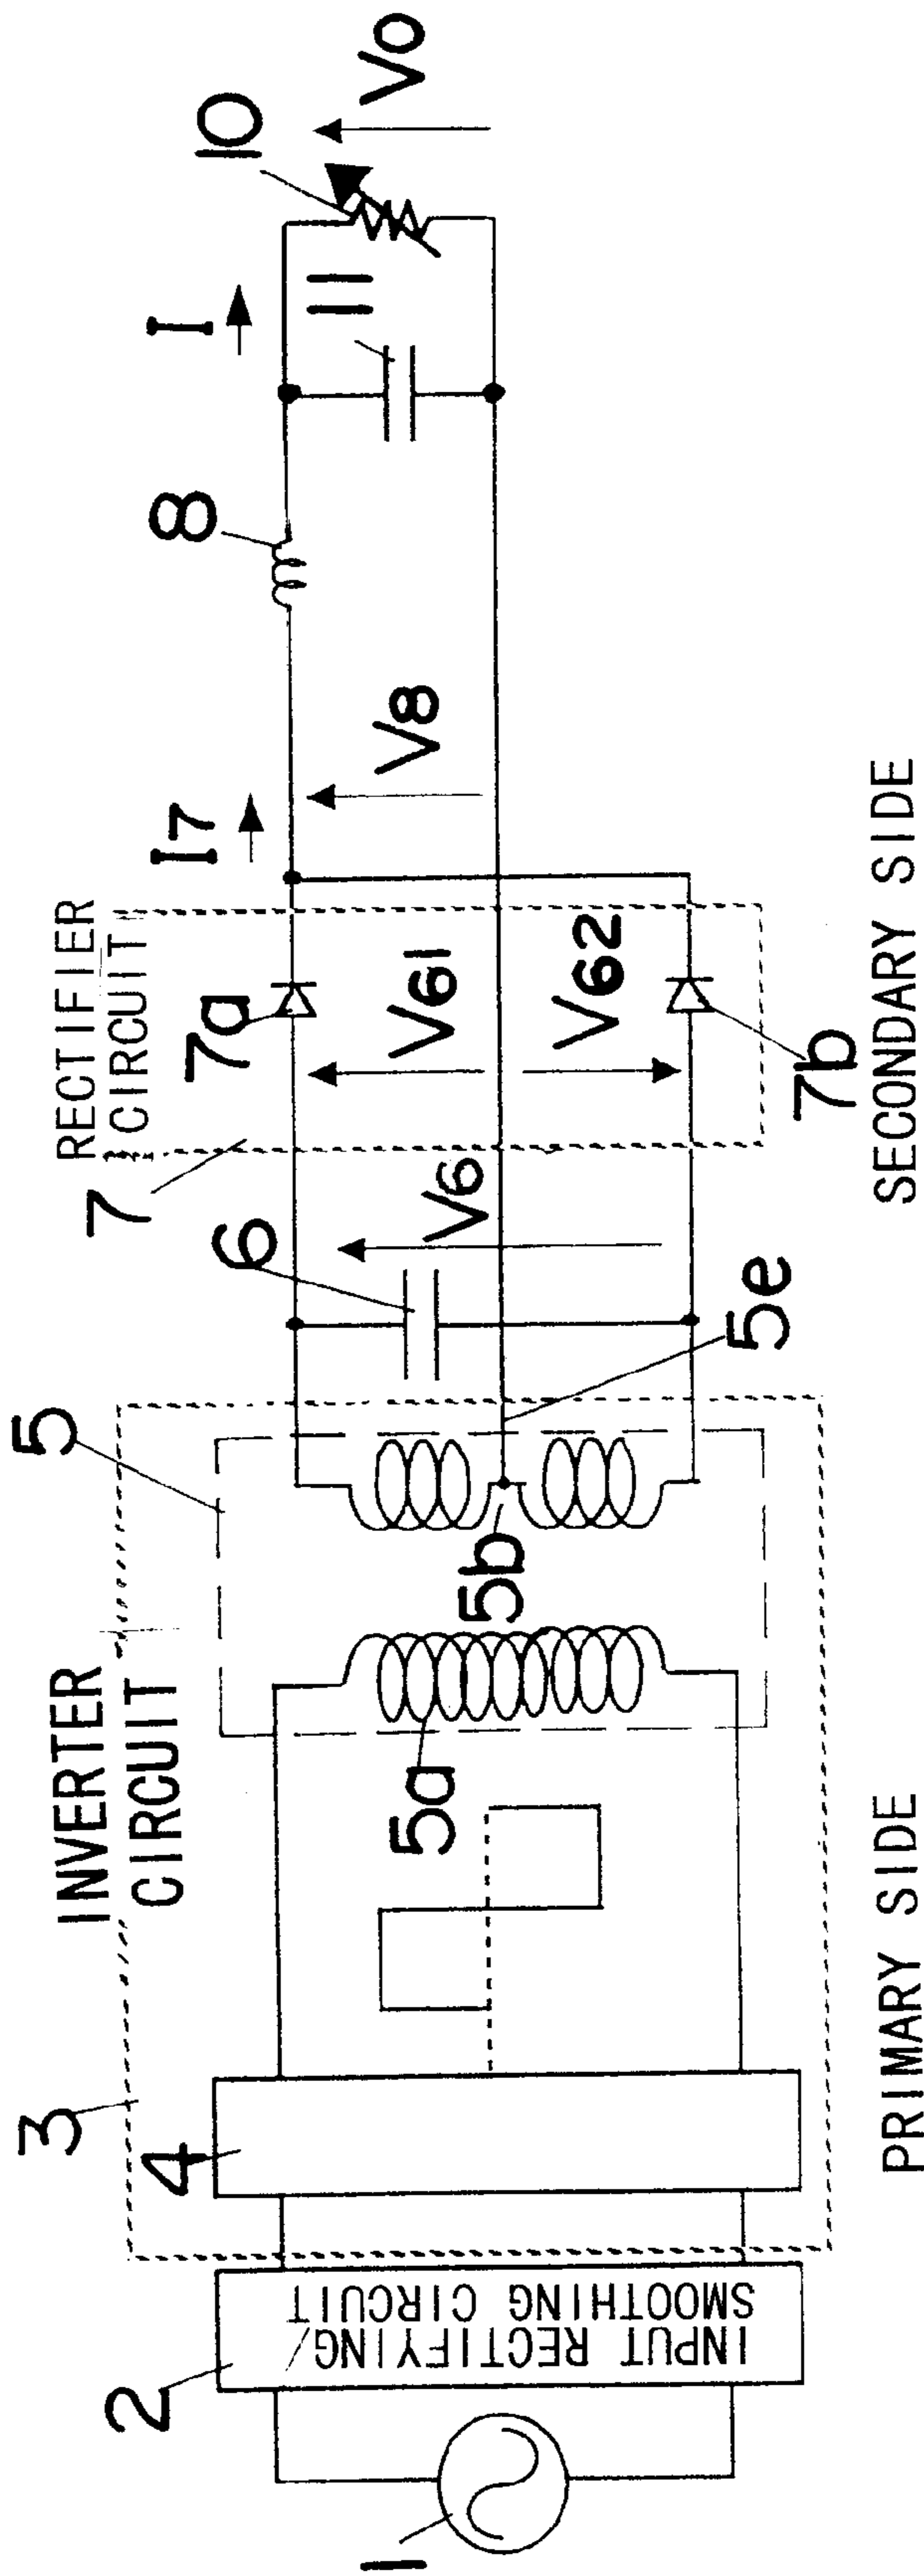 INVERTER
CIRCUIT
RECTIFIER
CIRCUIT
INPUT RECTIFYING/
SMOOTHING CIRCUIT
1
2
3
4
5
5a
5b
5e
6
V6
7
7a
7b
V61
V62
I7
V8
8
I
11
10
V0
PRIMARY SIDE
SECONDARY SIDE